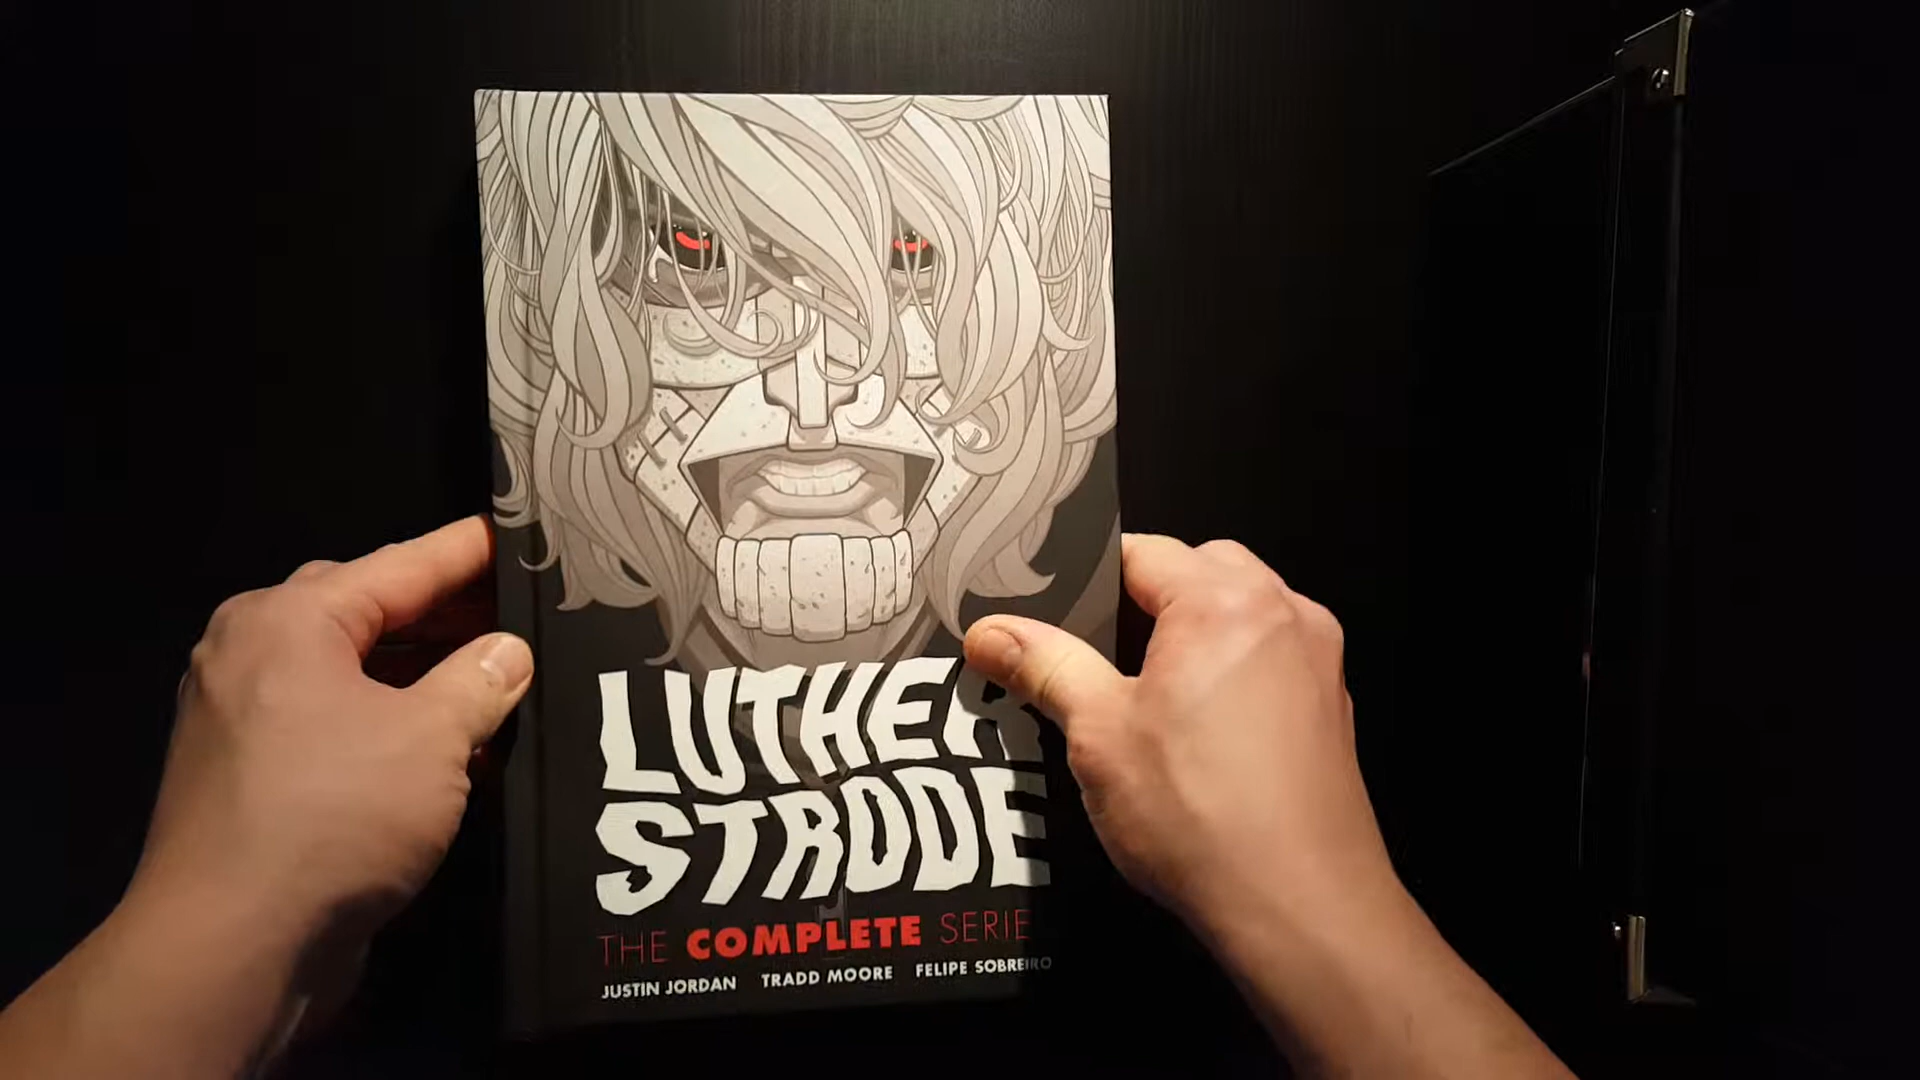 LUTHER
STRODE
THE COMPLETE SERIE
JUSTIN JORDAN TRADD MOORE FELIPE SOBREIRO